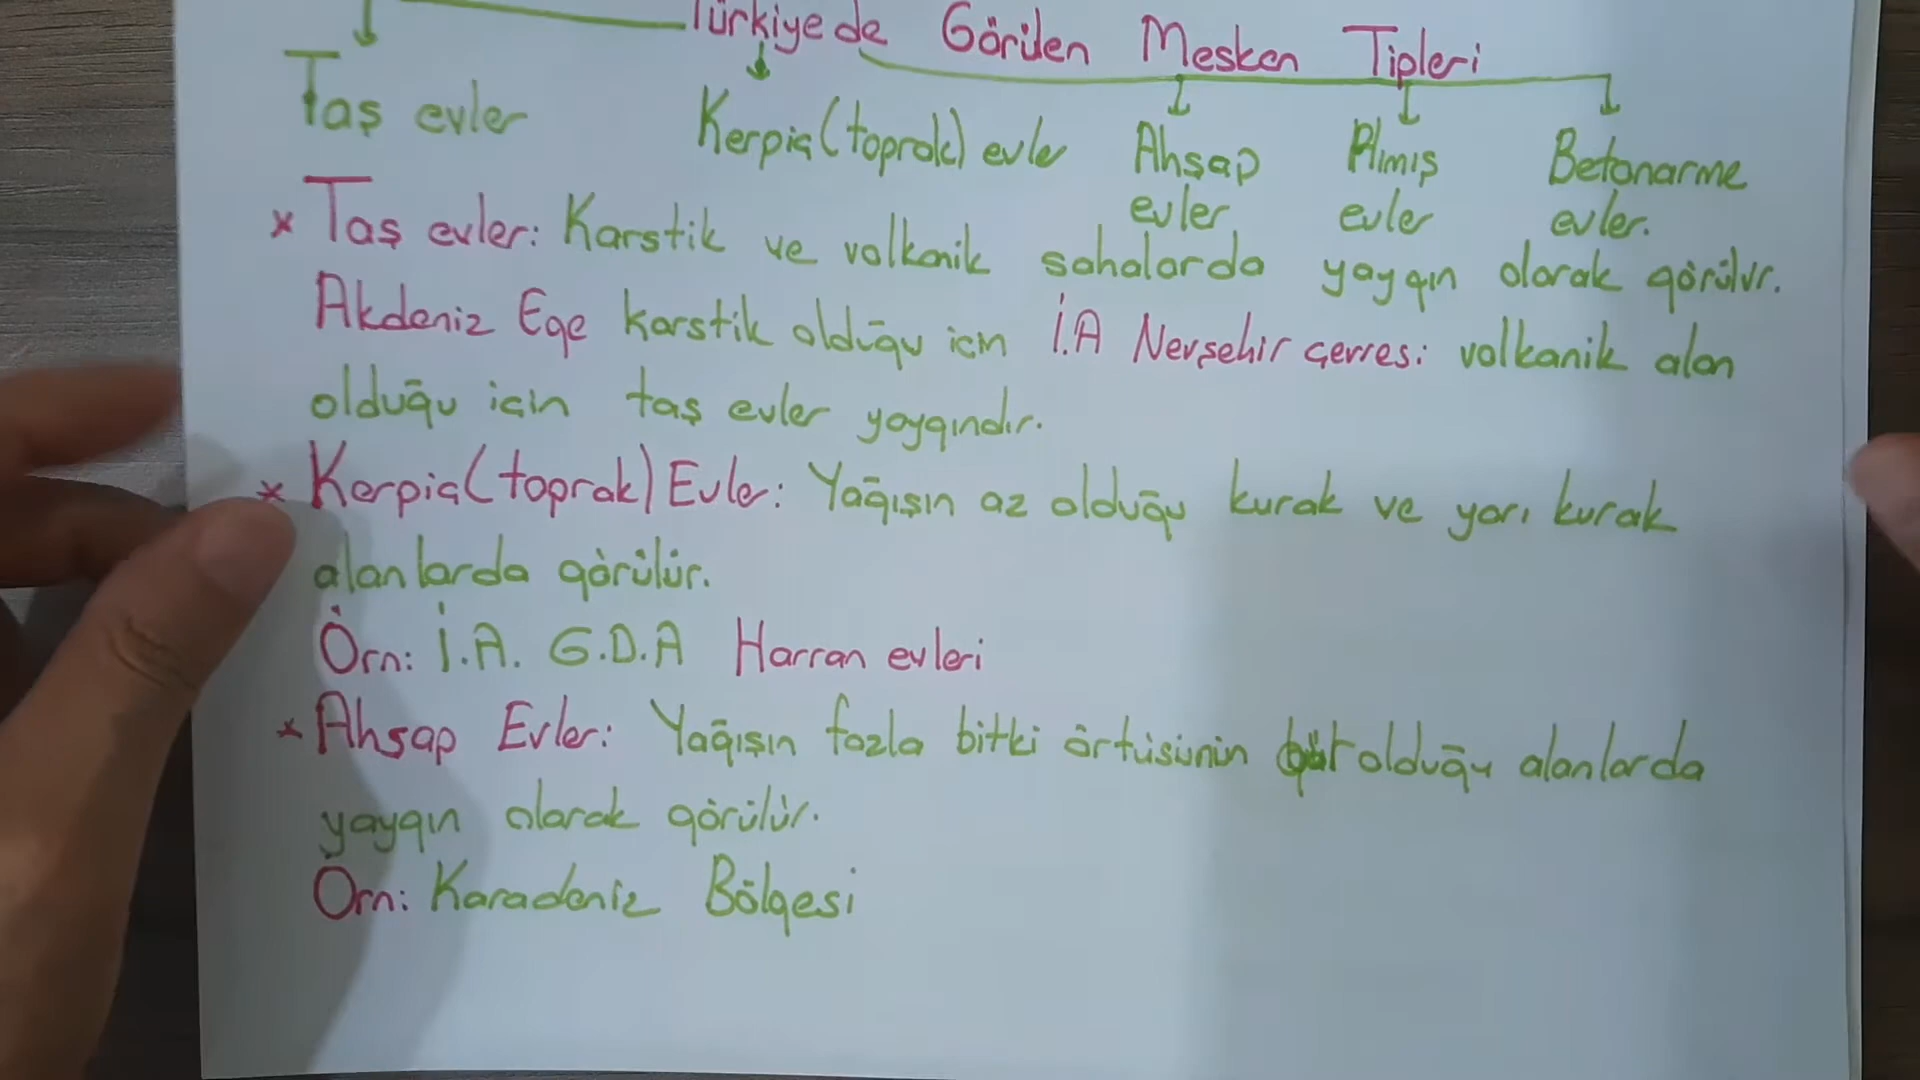 Türkiyede Görülen Mesken Tipleri
Taş evler
Kerpiç(toprak) evler
Ahşap evler
Hımış evler
Betonarme evler.
x Taş evler: Karstik ve volkanik sahalarda yaygın olarak görülür.
Akdeniz Ege karstik olduğu için İ.A Nevşehir çevresi volkanik alan
olduğu için taş evler yaygındır.
x Kerpiç(toprak) Evler: Yağışın az olduğu kurak ve yarı kurak
alanlarda görülür.
Örn: İ.A. G.D.A Harran evleri
x Ahşap Evler: Yağışın fazla bitki örtüsünün gür olduğu alanlarda
yaygın olarak görülür.
Örn: Karadeniz Bölgesi